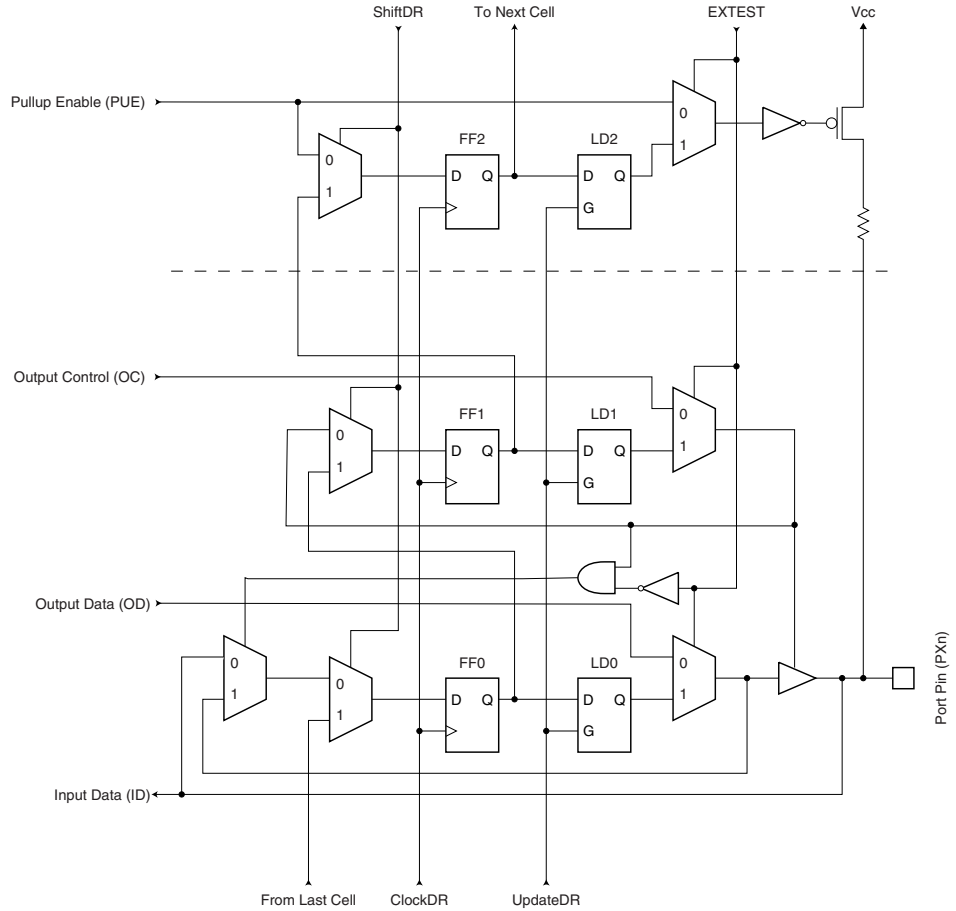 ShiftDR
To Next Cell
EXTEST
Vcc
Pullup Enable (PUE)
0
1
FF2
D Q
LD2
D Q
G
0
1
Output Control (OC)
0
1
FF1
D Q
LD1
D Q
G
0
1
Output Data (OD)
0
1
0
1
FF0
D Q
LD0
D Q
G
0
1
Port Pin (PXn)
Input Data (ID)
From Last Cell
ClockDR
UpdateDR